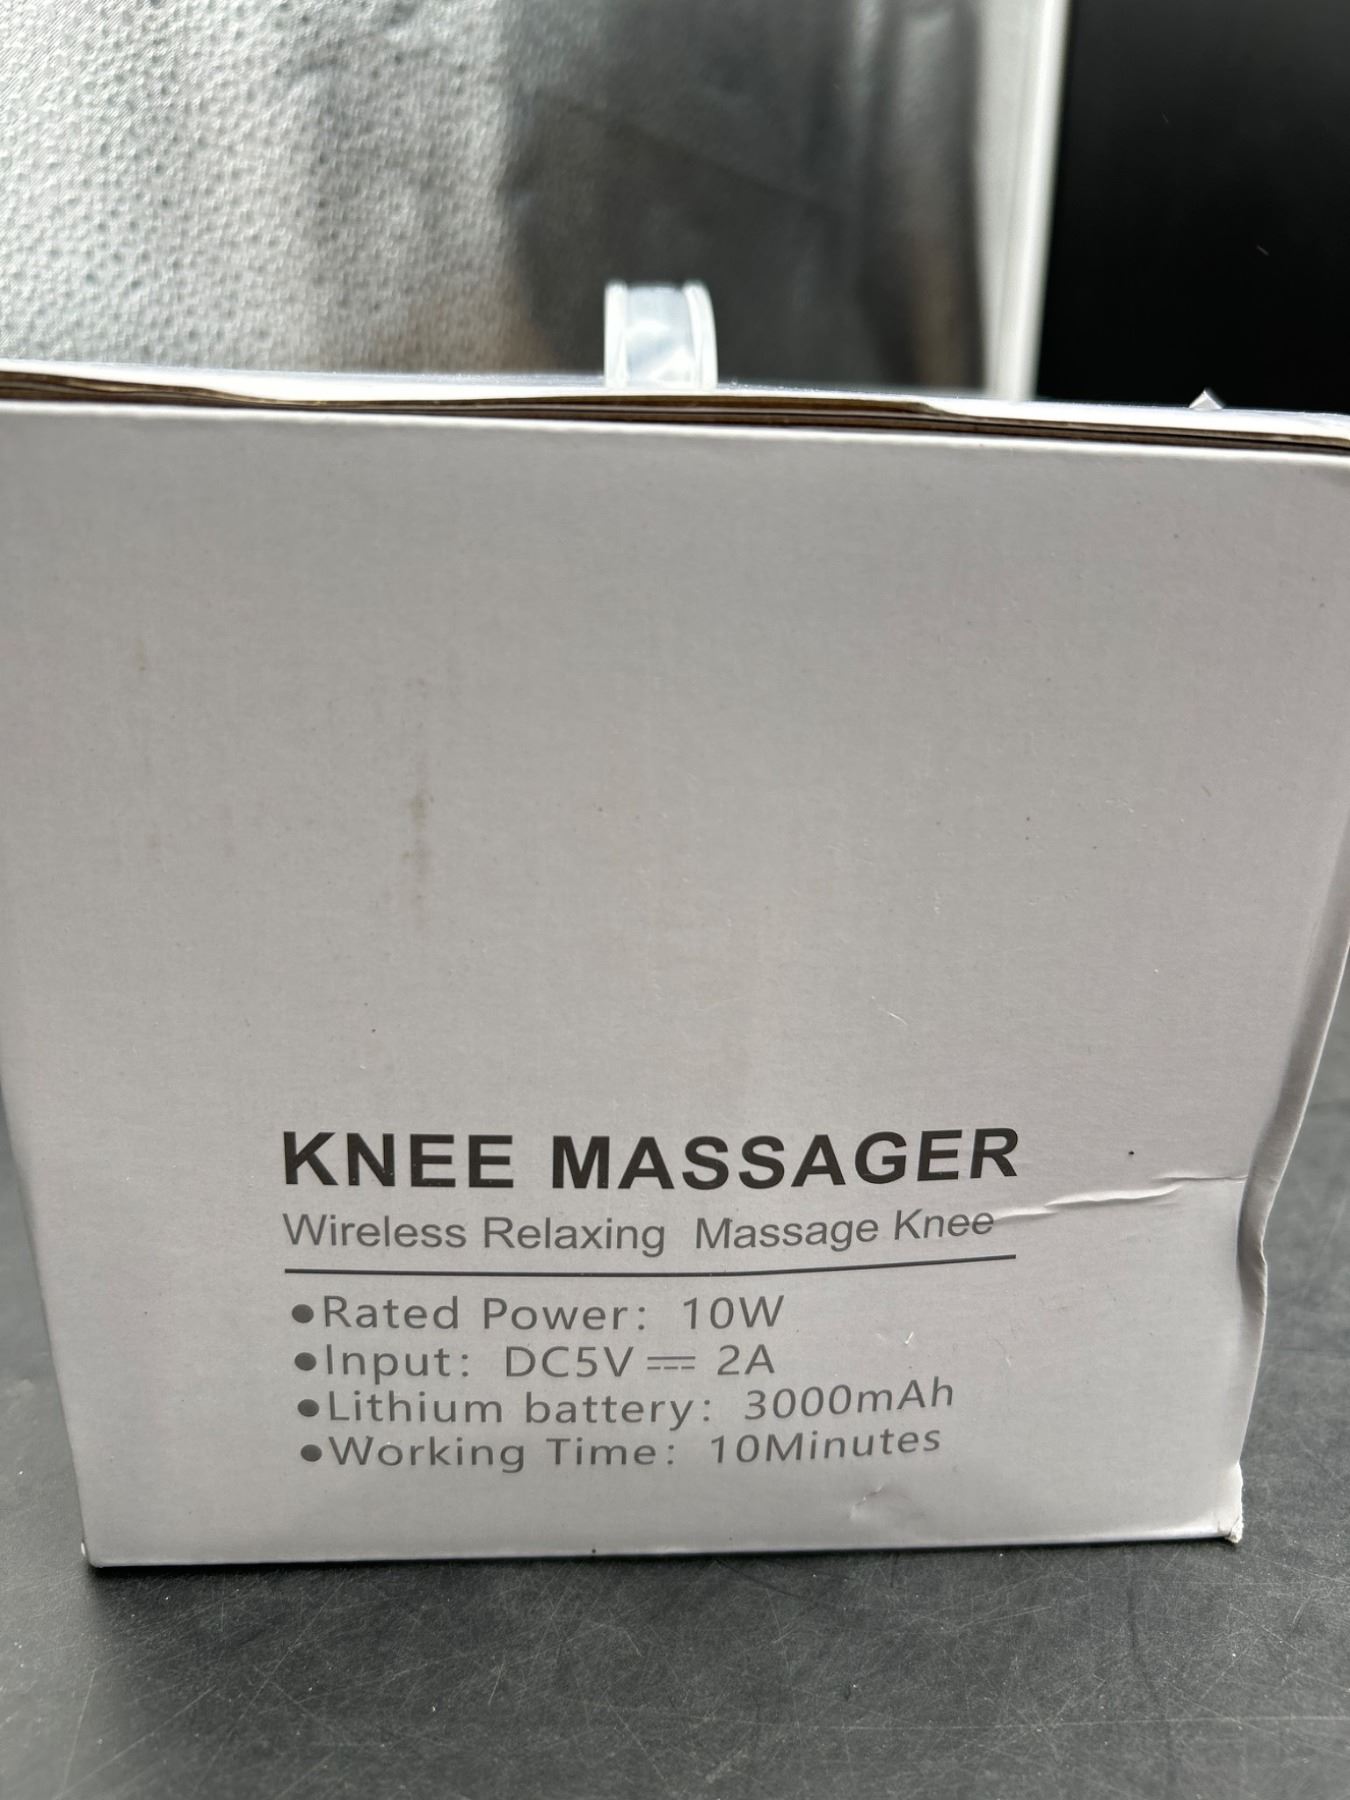 KNEE MASSAGER
Wireless Relaxing Massage Knee
●Rated Power: 10W
●Input: DC5V ⎓ 2A
●Lithium battery: 3000mAh
●Working Time: 10Minutes